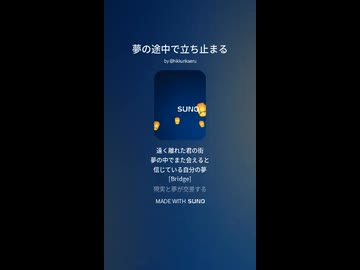 夢の途中で立ち止まる
by @hikkurikaeru
SUNO
遠く離れた君の街
夢の中でまた会えると
信じている自分の夢
[Bridge]
現実と夢が交差する
MADE WITH SUNO